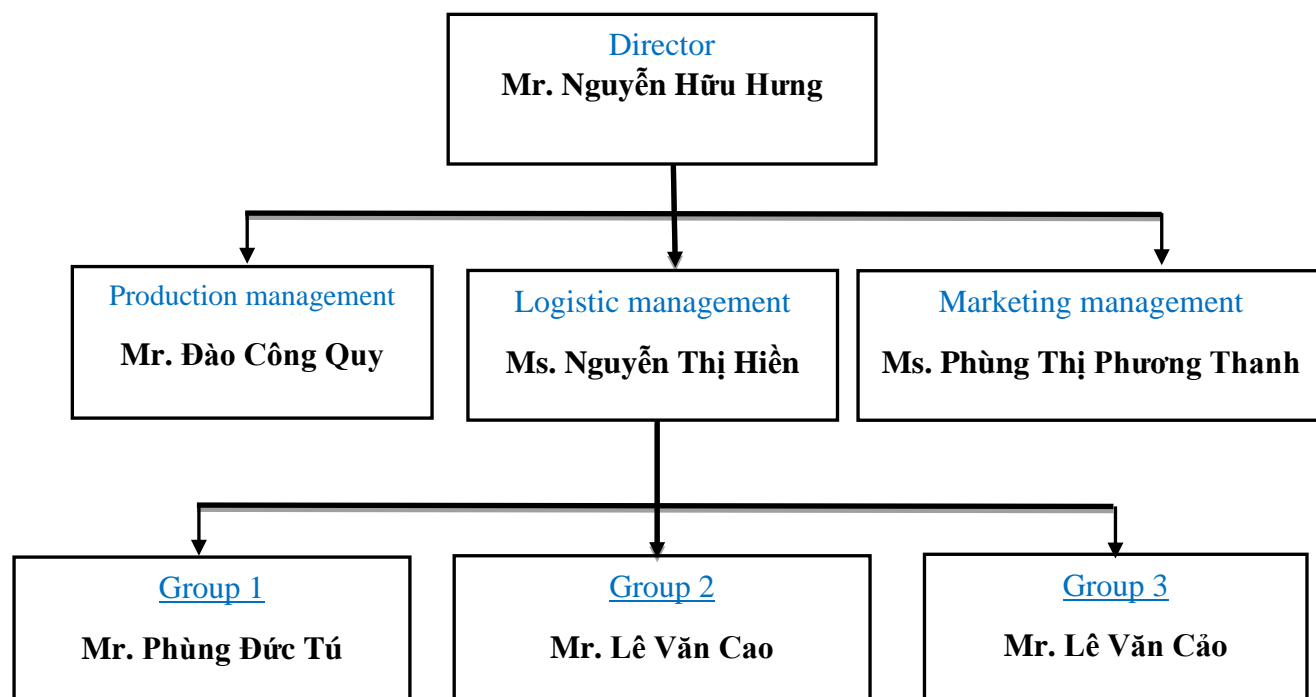 Director
Mr. Nguyễn Hữu Hưng
Production management
Mr. Đào Công Quy
Logistic management
Ms. Nguyễn Thị Hiền
Marketing management
Ms. Phùng Thị Phương Thanh
Group 1
Mr. Phùng Đức Tú
Group 2
Mr. Lê Văn Cao
Group 3
Mr. Lê Văn Cảo